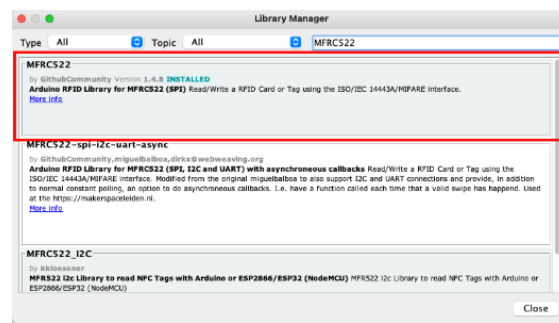 Library Manager
Type All Topic All MFRC522
MFRC522
by GithubCommunity Version 1.4.8 INSTALLED
Arduino RFID Library for MFRC522 (SPI) Read/Write a RFID Card or Tag using the ISO/IEC 14443A/MIFARE interface.
More info
MFRC522-spi-i2c-uart-async
by GithubCommunity,miguelbalboa,dirkx@webweaving.org
Arduino RFID Library for MFRC522 (SPI, I2C and UART) with asynchroneous callbacks Read/Write a RFID Card or Tag using the
ISO/IEC 14443A/MIFARE interface. Modified from the original miguelbalboa to also support I2C and UART connections and provide, in addition
to normal constant polling, an option to do asynchroneous callbacks. I.e. have a function called each time that a valid swipe has happend. Used
at the https://makerspaceleiden.nl.
More info
MFRC522_I2C
by kkloesener
MFRS22 i2c Library to read NFC Tags with Arduino or ESP2866/ESP32 (NodeMCU) MFRS22 i2c Library to read NFC Tags with Arduino or
ESP2866/ESP32 (NodeMCU)
Close